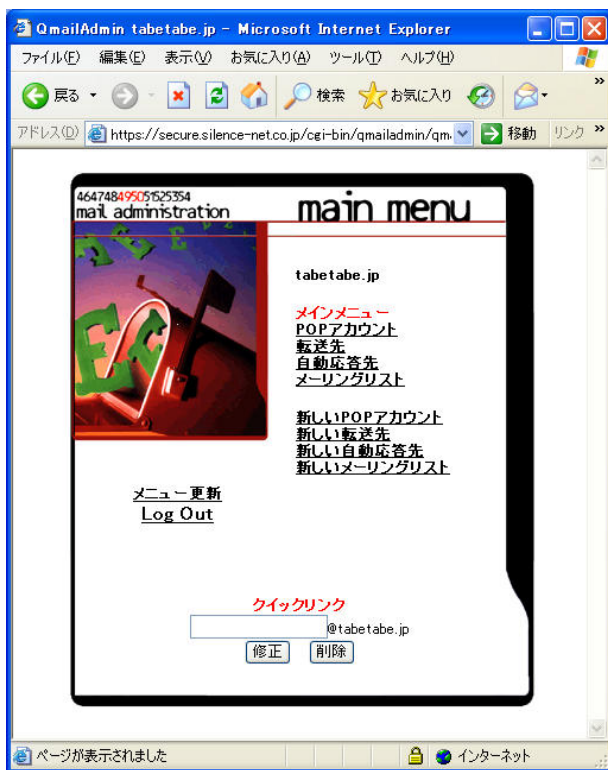 QmailAdmin tabetabe.jp - Microsoft Internet Explorer
ファイル(F) 編集(E) 表示(V) お気に入り(A) ツール(T) ヘルプ(H)
戻る 検索 お気に入り
アドレス(D) https://secure.silence-net.co.jp/cgi-bin/qmailadmin/qm 移動 リンク
464748495051525354
mail administration
main menu
tabetabe.jp
メインメニュー
POPアカウント
転送先
自動応答先
メーリングリスト
新しいPOPアカウント
新しい転送先
新しい自動応答先
新しいメーリングリスト
メニュー更新
Log Out
クイックリンク
@tabetabe.jp
修正 削除
ページが表示されました インターネット